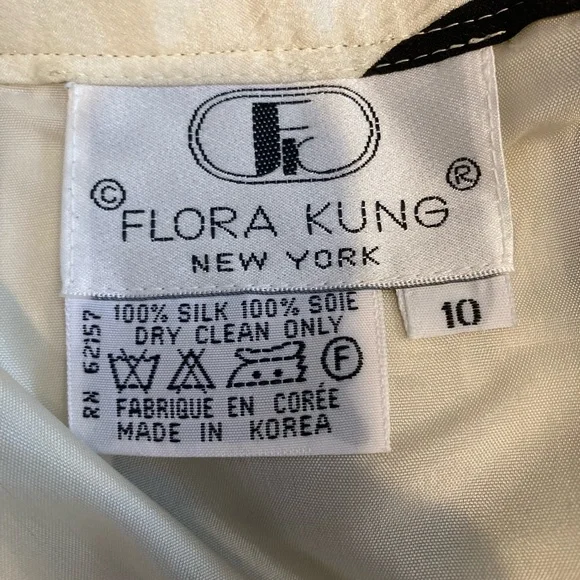 FK
©
FLORA KUNG ®
NEW YORK
10
RN 62157
100% SILK 100% SOIE
DRY CLEAN ONLY
F
FABRIQUE EN CORÉE
MADE IN KOREA